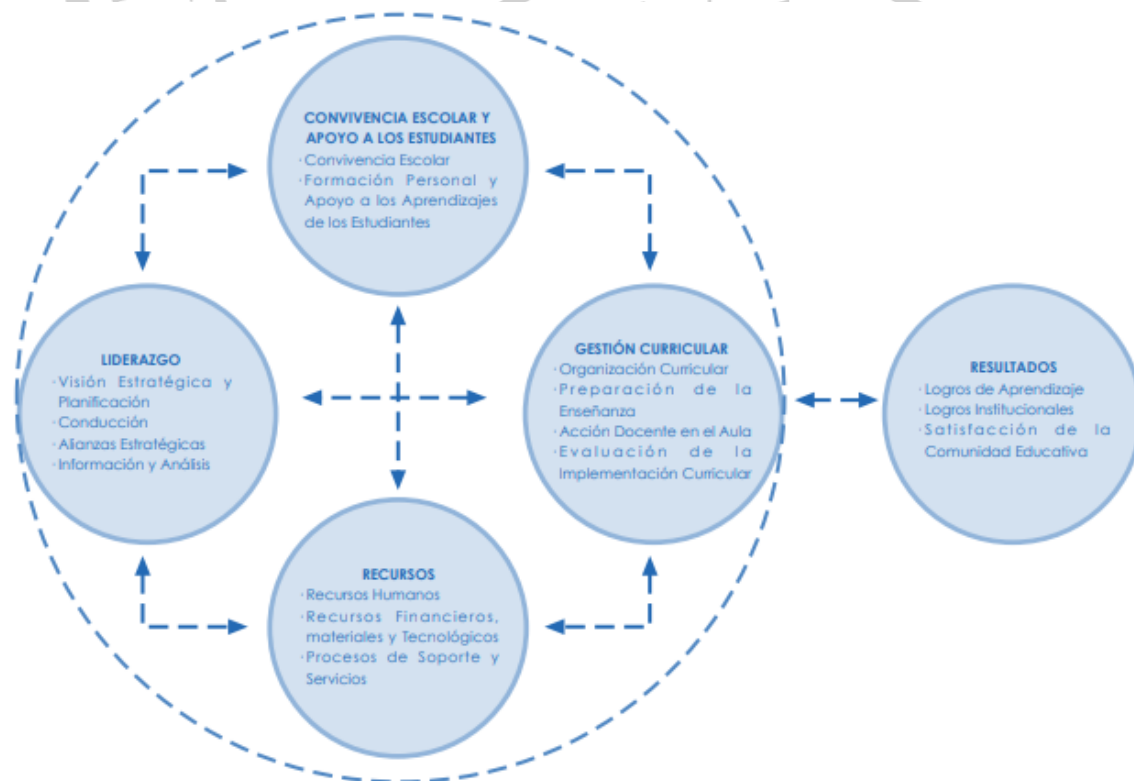 CONVIVENCIA ESCOLAR Y
APOYO A LOS ESTUDIANTES
·Convivencia Escolar
·Formación Personal y
Apoyo a los Aprendizajes
de los Estudiantes
LIDERAZGO
·Visión Estratégica y
Planificación
·Conducción
·Alianzas Estratégicas
·Información y Análisis
GESTIÓN CURRICULAR
·Organización Curricular
·Preparación de la
Enseñanza
·Acción Docente en el Aula
·Evaluación de la
Implementación Curricular
RESULTADOS
·Logros de Aprendizaje
·Logros Institucionales
·Satisfacción de la
Comunidad Educativa
RECURSOS
·Recursos Humanos
·Recursos Financieros,
materiales y Tecnológicos
·Procesos de Soporte y
Servicios